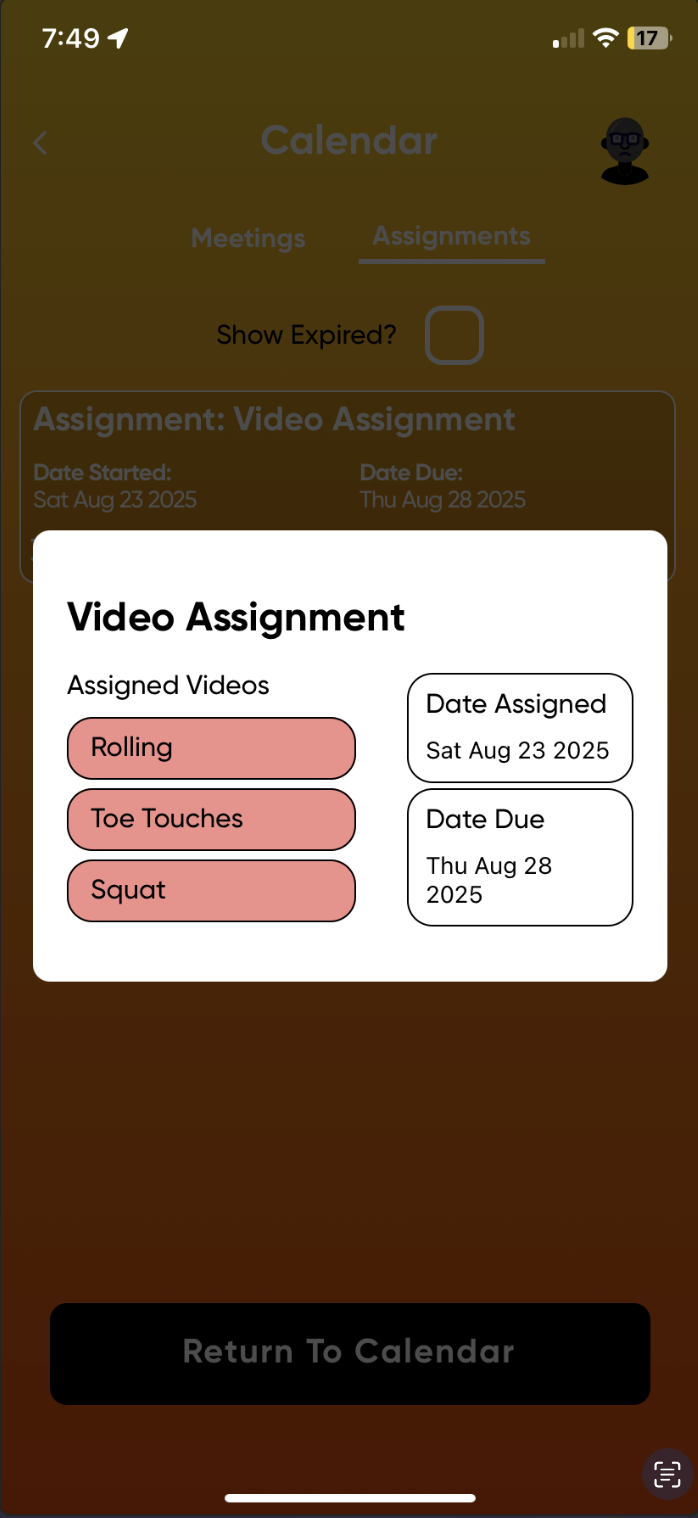 7:49
17
Calendar
Meetings
Assignments
Show Expired?
Assignment: Video Assignment
Date Started:
Date Due:
Sat Aug 23 2025
Thu Aug 28 2025
Video Assignment
Assigned Videos
Rolling
Toe Touches
Squat
Date Assigned
Sat Aug 23 2025
Date Due
Thu Aug 28
2025
Return To Calendar